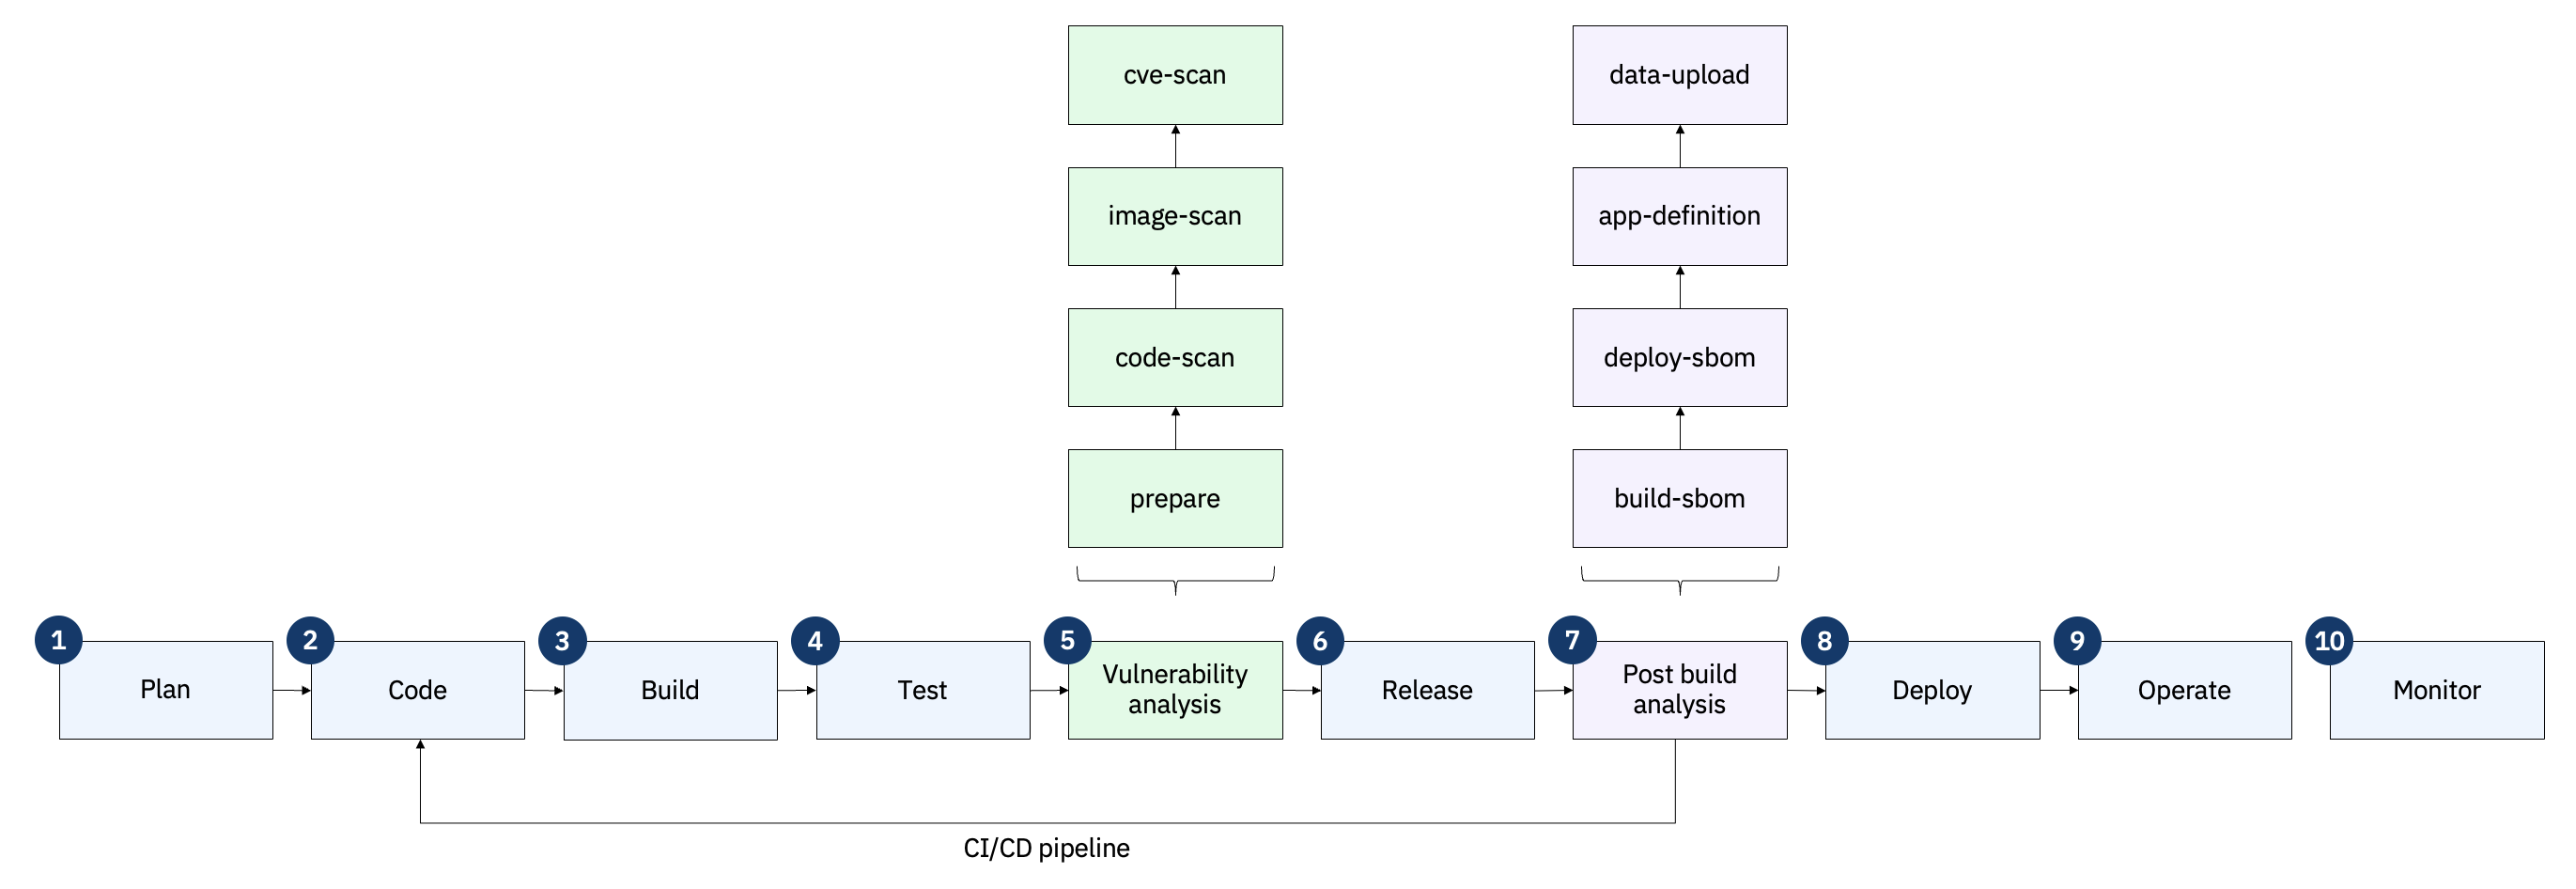 cve-scan
data-upload
image-scan
app-definition
code-scan
deploy-sbom
prepare
build-sbom
1
Plan
2
Code
3
Build
4
Test
5
Vulnerability
analysis
6
Release
7
Post build
analysis
8
Deploy
9
Operate
10
Monitor
CI/CD pipeline